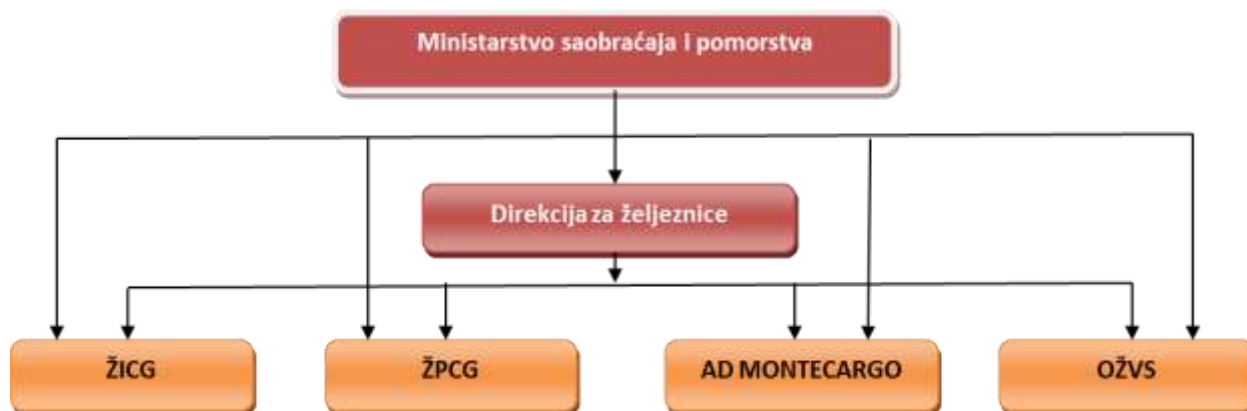 Ministarstvo saobraćaja i pomorstva
Direkcija za željeznice
ŽICG
ŽPCG
AD MONTECARGO
OŽVS